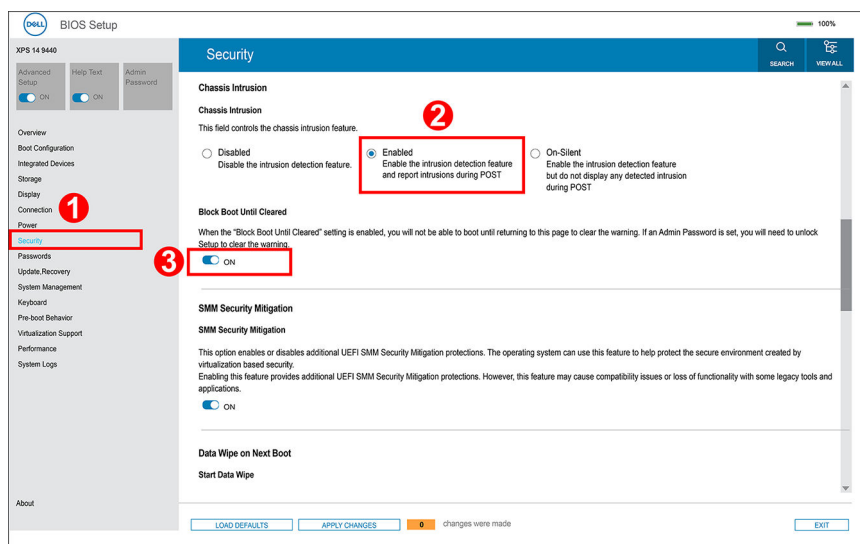 DELL BIOS Setup
100%
XPS 14 9440
Advanced Setup
ON
Help Text
ON
Admin Password
Security
SEARCH
VIEW ALL
Overview
Boot Configuration
Integrated Devices
Storage
Display
Connection
1
Power
Security
Passwords
Update,Recovery
System Management
Keyboard
Pre-boot Behavior
Virtualization Support
Performance
System Logs
About
Chassis Intrusion
Chassis Intrusion
2
This field controls the chassis intrusion feature.
Disabled
Disable the intrusion detection feature.
Enabled
Enable the intrusion detection feature
and report intrusions during POST
On-Silent
Enable the intrusion detection feature
but do not display any detected intrusion
during POST
Block Boot Until Cleared
When the “Block Boot Until Cleared” setting is enabled, you will not be able to boot until returning to this page to clear the warning. If an Admin Password is set, you will need to unlock
Setup to clear the warning.
3
ON
SMM Security Mitigation
SMM Security Mitigation
This option enables or disables additional UEFI SMM Security Mitigation protections. The operating system can use this feature to help protect the secure environment created by
virtualization based security.
Enabling this feature provides additional UEFI SMM Security Mitigation protections. However, this feature may cause compatibility issues or loss of functionality with some legacy tools and
applications.
ON
Data Wipe on Next Boot
Start Data Wipe
LOAD DEFAULTS
APPLY CHANGES
0 changes were made
EXIT